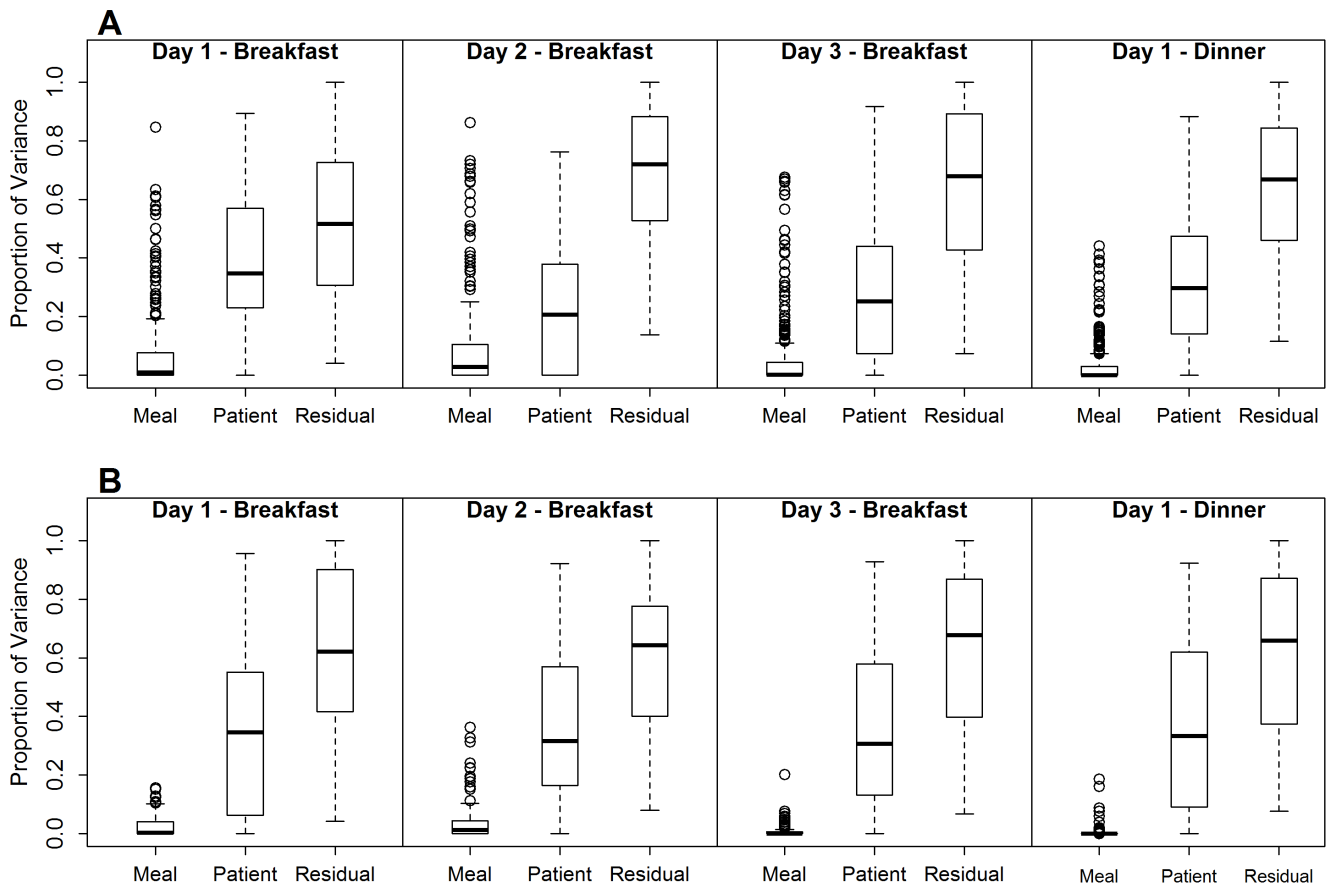 A
Day 1 - Breakfast Day 2 - Breakfast Day 3 - Breakfast Day 1 - Dinner
Proportion of Variance
1.0
0.8
0.6
0.4
0.2
0.0
Meal Patient Residual Meal Patient Residual Meal Patient Residual Meal Patient Residual
B
Day 1 - Breakfast Day 2 - Breakfast Day 3 - Breakfast Day 1 - Dinner
Proportion of Variance
1.0
0.8
0.6
0.4
0.2
0.0
Meal Patient Residual Meal Patient Residual Meal Patient Residual Meal Patient Residual